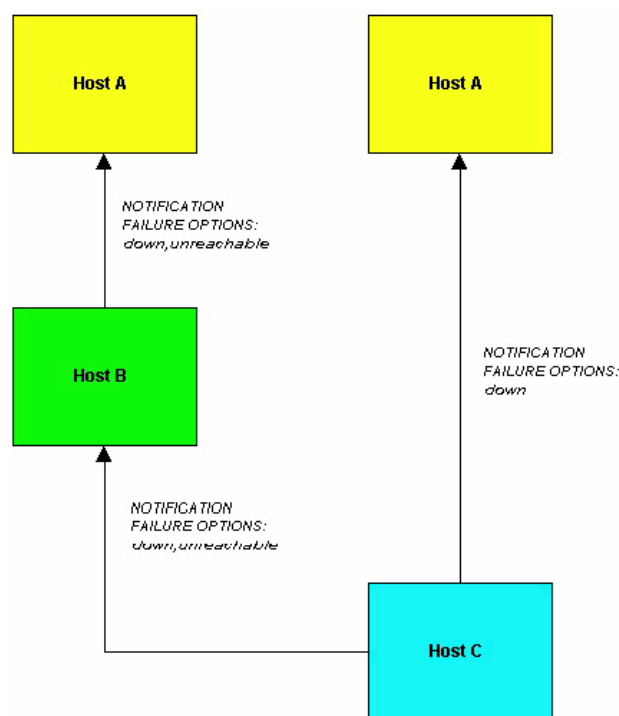 Host A
Host A
NOTIFICATION
FAILURE OPTIONS:
down,unreachable
Host B
NOTIFICATION
FAILURE OPTIONS:
down
NOTIFICATION
FAILURE OPTIONS:
down,unreachable
Host C